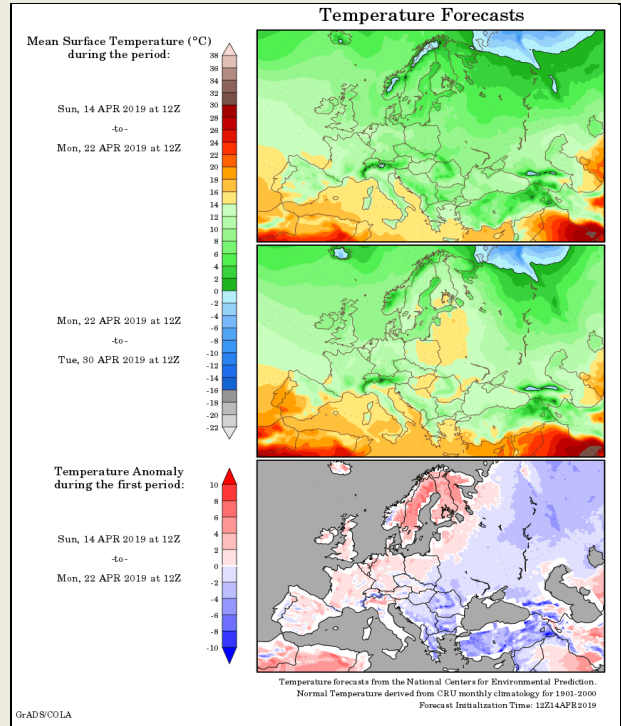 Temperature Forecasts
Mean Surface Temperature (°C)
during the period:
38
36
34
32
30
28
26
24
22
20
18
16
14
12
10
8
6
4
2
0
-2
-4
-6
-8
-10
-12
-14
-16
-18
-20
-22
Sun, 14 APR 2019 at 12Z
-to-
Mon, 22 APR 2019 at 12Z
Mon, 22 APR 2019 at 12Z
-to-
Tue, 30 APR 2019 at 12Z
Temperature Anomaly
during the first period:
10
8
6
4
2
0
-2
-4
-6
-8
-10
Sun, 14 APR 2019 at 12Z
-to-
Mon, 22 APR 2019 at 12Z
Temperature forecasts from the National Centers for Environmental Prediction.
Normal Temperature derived from CRU monthly climatology for 1901-2000
Forecast Initialization Time: 12Z14APR2019
GrADS/COLA